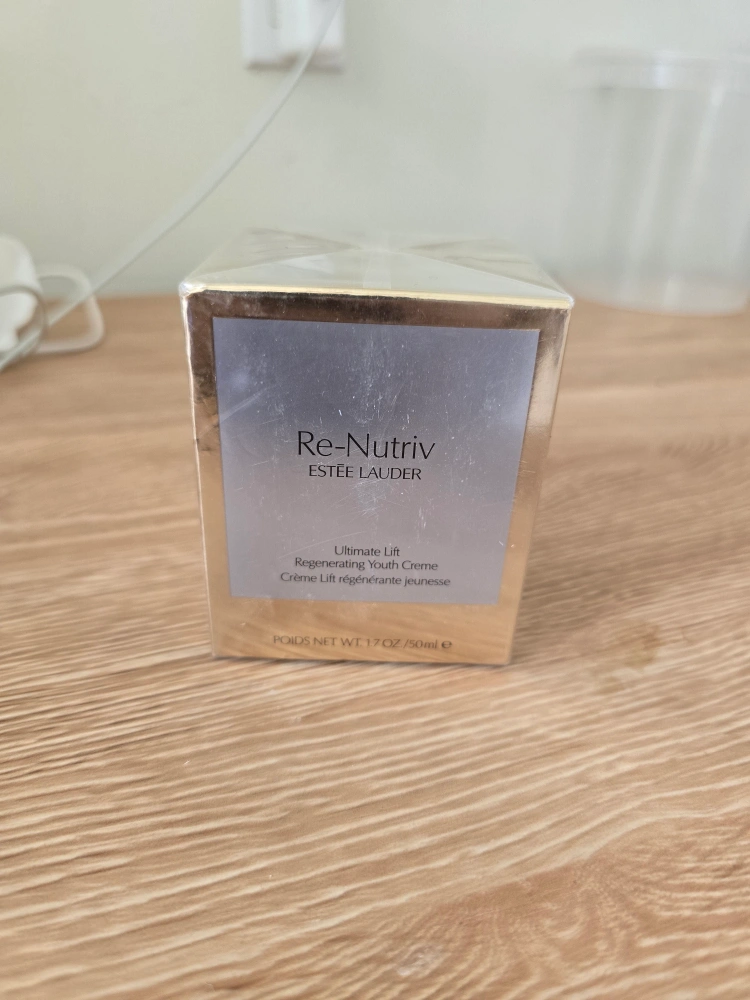 Re-Nutriv
ESTĒE LAUDER
Ultimate Lift
Regenerating Youth Creme
Crème Lift régénérante jeunesse
POIDS NET WT. 1.7 OZ /50ml ℮